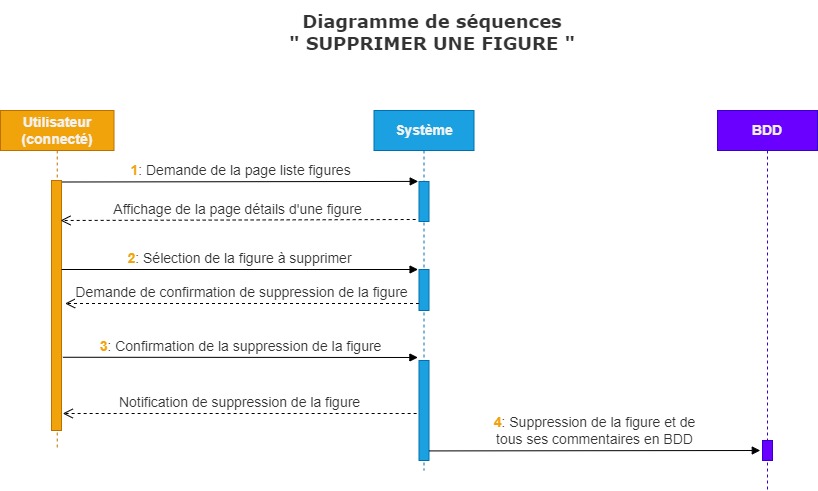 Diagramme de séquences
" SUPPRIMER UNE FIGURE "
Utilisateur
(connecté)
Système
BDD
1: Demande de la page liste figures
Affichage de la page détails d'une figure
2: Sélection de la figure à supprimer
Demande de confirmation de suppression de la figure
3: Confirmation de la suppression de la figure
Notification de suppression de la figure
4: Suppression de la figure et de
tous ses commentaires en BDD